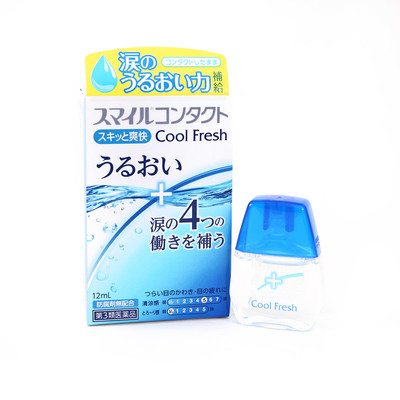 涙の
うるおい力
コンタクトしたまま
補給
スマイルコンタクト
スキッと爽快 Cool Fresh
うるおい
+
涙の4つの
働きを補う
12mL
つらい目のかわき・目の疲れに
防腐剤無配合
第3類医薬品
清涼感
とろ〜り感
Cool Fresh